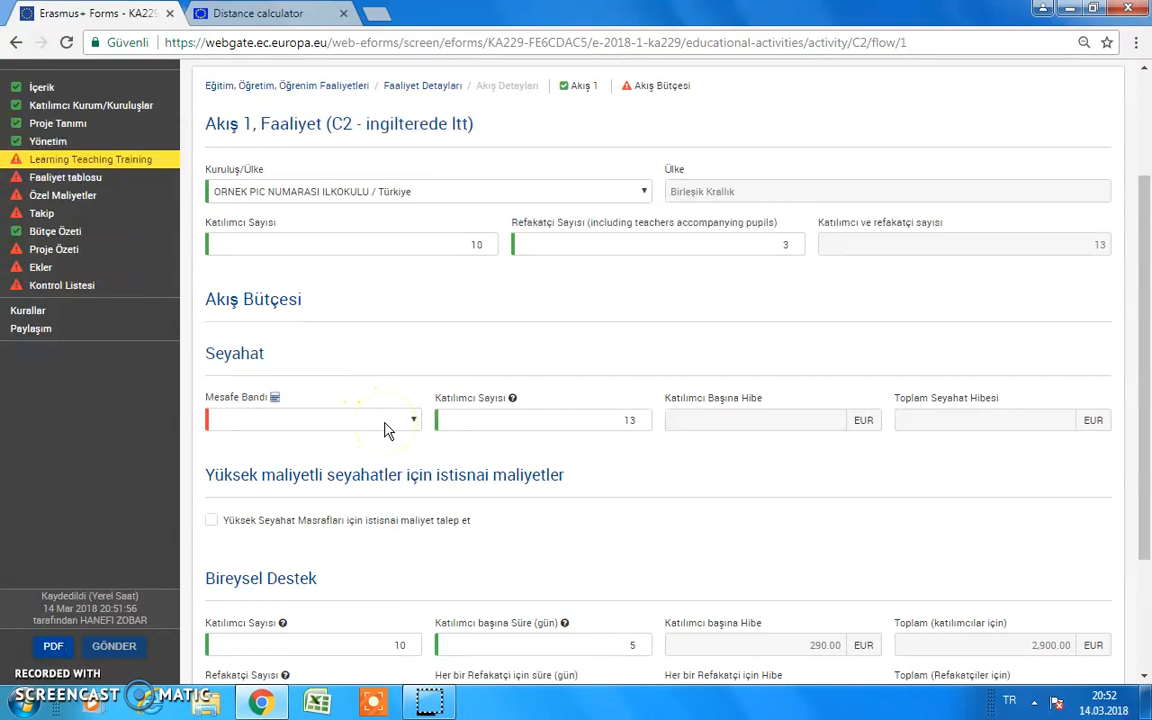 Erasmus+ Forms - KA229
Distance calculator
Güvenli
https://webgate.ec.europa.eu/web-eforms/screen/eforms/KA229-FE6CDAC5/e-2018-1-ka229/educational-activities/activity/C2/flow/1
İçerik
Katılımcı Kurum/Kuruluşlar
Proje Tanımı
Yönetim
Learning Teaching Training
Faaliyet tablosu
Özel Maliyetler
Takip
Bütçe Özeti
Proje Özeti
Ekler
Kontrol Listesi
Kurallar
Paylaşım
Kaydedildi (Yerel Saat)
14 Mar 2018 20:51:56
tarafından HANEFI ZOBAR
PDF GÖNDER
Eğitim, Öğretim, Öğrenim Faaliyetleri / Faaliyet Detayları / Akış Detayları Akış 1 Akış Bütçesi
Akış 1, Faaliyet (C2 - ingilterede ltt)
Kuruluş/Ülke Ülke
ORNEK PIC NUMARASI ILKOKULU / Türkiye Birleşik Krallık
Katılımcı Sayısı Refakatçi Sayısı (including teachers accompanying pupils) Katılımcı ve refakatçi sayısı
10 3 13
Akış Bütçesi
Seyahat
Mesafe Bandı Katılımcı Sayısı Katılımcı Başına Hibe Toplam Seyahat Hibesi
13 EUR EUR
Yüksek maliyetli seyahatler için istisnai maliyetler
Yüksek Seyahat Masrafları için istisnai maliyet talep et
Bireysel Destek
Katılımcı Sayısı Katılımcı başına Süre (gün) Katılımcı başına Hibe Toplam (katılımcılar için)
10 5 290.00 EUR 2,900.00 EUR
Refakatçi Sayısı Her bir Refakatçi için süre (gün) Her bir Refakatçi için Hibe Toplam (Refakatçiler için)
RECORDED WITH
SCREENCAST MATIC
TR
20:52
14.03.2018